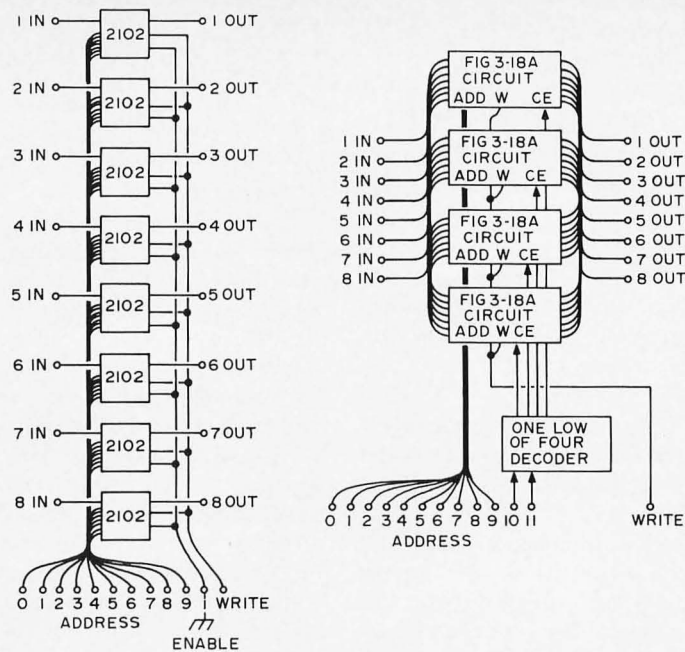 1 IN 2102 1 OUT
2 IN 2102 2 OUT
3 IN 2102 3 OUT
4 IN 2102 4 OUT
5 IN 2102 5 OUT
6 IN 2102 6 OUT
7 IN 2102 7 OUT
8 IN 2102 8 OUT
0 1 2 3 4 5 6 7 8 9 WRITE
ADDRESS
ENABLE
FIG 3-18A
CIRCUIT
ADD W CE
FIG 3-18A
CIRCUIT
ADD W CE
FIG 3-18A
CIRCUIT
ADD W CE
FIG 3-18A
CIRCUIT
ADD W CE
1 IN 1 OUT
2 IN 2 OUT
3 IN 3 OUT
4 IN 4 OUT
5 IN 5 OUT
6 IN 6 OUT
7 IN 7 OUT
8 IN 8 OUT
ONE LOW
OF FOUR
DECODER
0 1 2 3 4 5 6 7 8 9 10 11 WRITE
ADDRESS